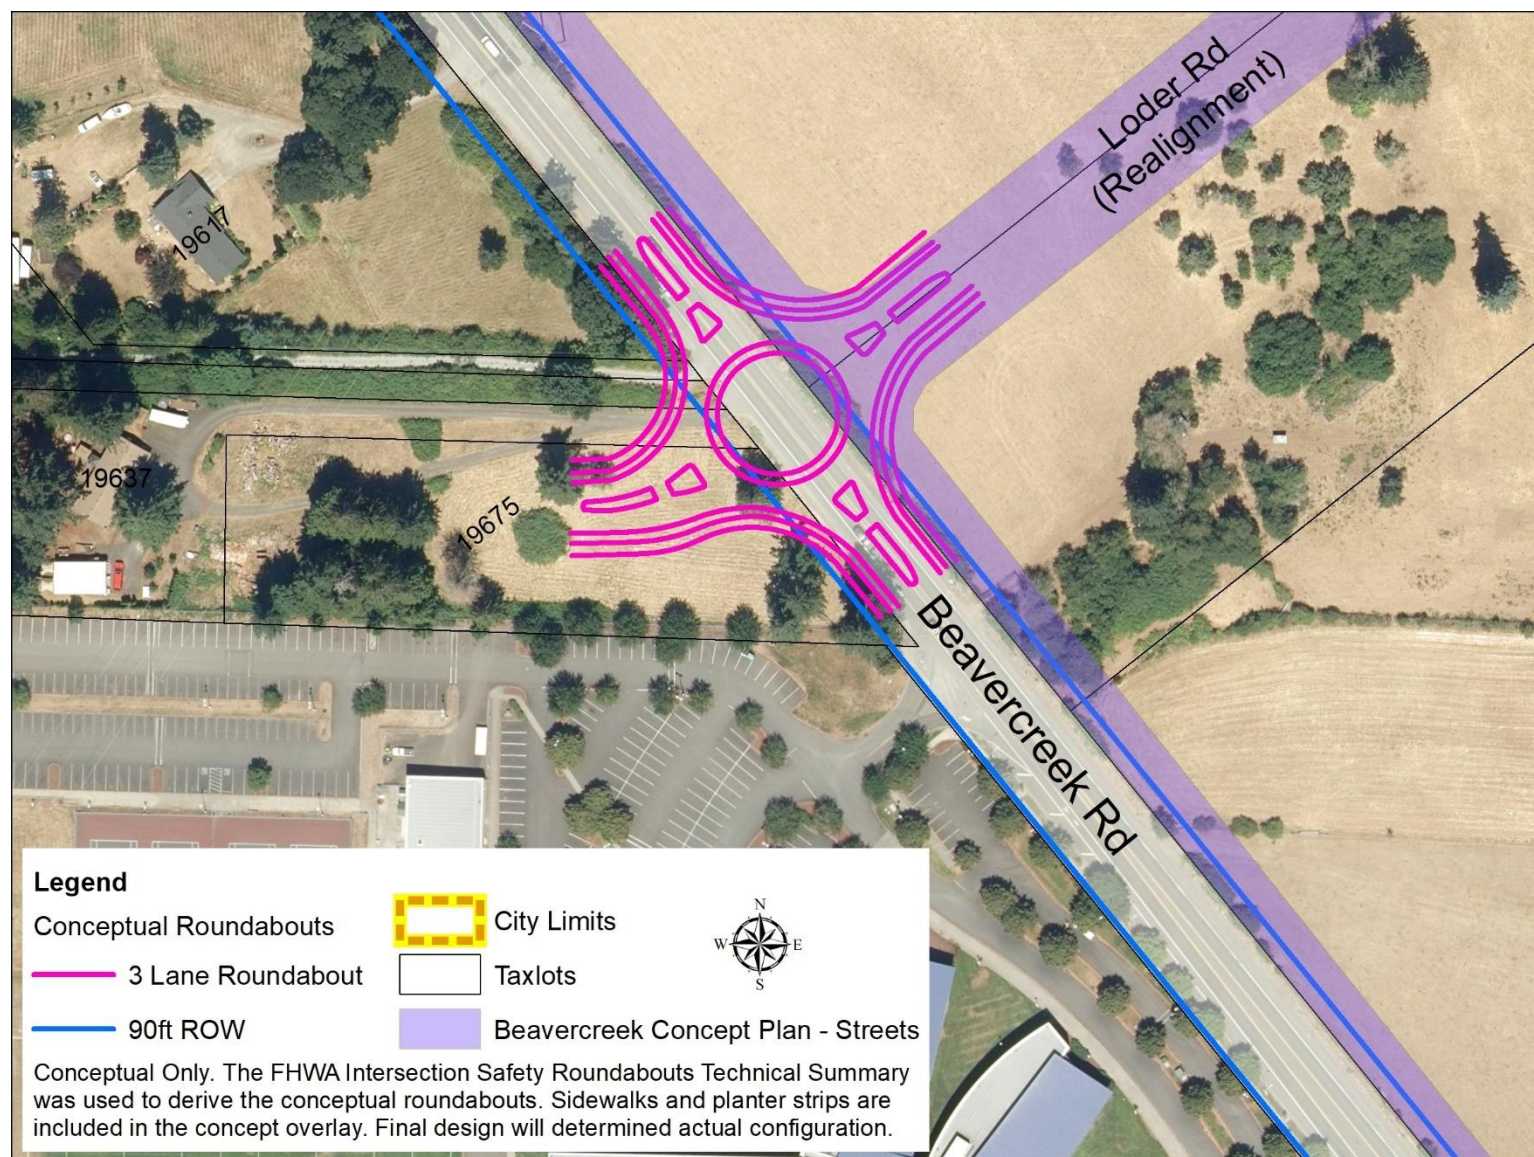 Loder Rd
(Realignment)
19617
19637
19675
Beavercreek Rd
Legend
Conceptual Roundabouts
3 Lane Roundabout
90ft ROW
City Limits
Taxlots
Beavercreek Concept Plan - Streets
N
W
E
S
Conceptual Only. The FHWA Intersection Safety Roundabouts Technical Summary
was used to derive the conceptual roundabouts. Sidewalks and planter strips are
included in the concept overlay. Final design will determined actual configuration.